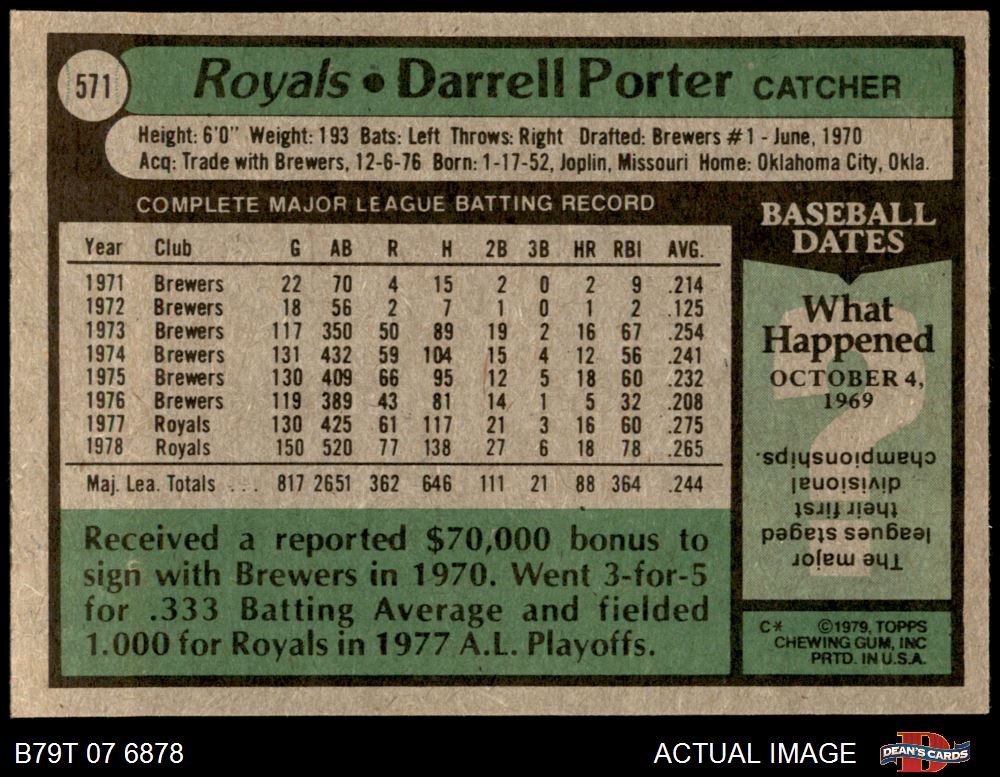 571
Royals • Darrell Porter CATCHER
Height: 6'0" Weight: 193 Bats: Left Throws: Right Drafted: Brewers #1 - June, 1970
Acq: Trade with Brewers, 12-6-76 Born: 1-17-52, Joplin, Missouri Home: Oklahoma City, Okla.
COMPLETE MAJOR LEAGUE BATTING RECORD
Year Club G AB R H 2B 3B HR RBI AVG.
1971 Brewers 22 70 4 15 2 0 2 9 .214
1972 Brewers 18 56 2 7 1 0 1 2 .125
1973 Brewers 117 350 50 89 19 2 16 67 .254
1974 Brewers 131 432 59 104 15 4 12 56 .241
1975 Brewers 130 409 66 95 12 5 18 60 .232
1976 Brewers 119 389 43 81 14 1 5 32 .208
1977 Royals 130 425 61 117 21 3 16 60 .275
1978 Royals 150 520 77 138 27 6 18 78 .265
Maj. Lea. Totals ... 817 2651 362 646 111 21 88 364 .244
Received a reported $70,000 bonus to
sign with Brewers in 1970. Went 3-for-5
for .333 Batting Average and fielded
1.000 for Royals in 1977 A.L. Playoffs.
BASEBALL
DATES
What
Happened
OCTOBER 4,
1969
The major
leagues staged
their first
divisional
championships.
C* ©1979, TOPPS
CHEWING GUM, INC
PRTD. IN U.S.A.
B79T 07 6878
ACTUAL IMAGE
DEAN'S CARDS